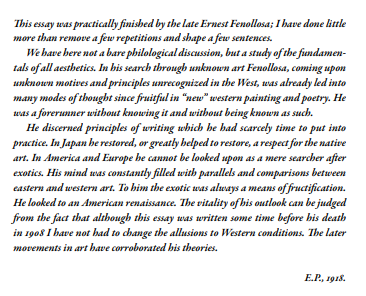 This essay was practically finished by the late Ernest Fenollosa; I have done little
more than remove a few repetitions and shape a few sentences.
We have here not a bare philological discussion, but a study of the fundamen-
tals of all aesthetics. In his search through unknown art Fenollosa, coming upon
unknown motives and principles unrecognized in the West, was already led into
many modes of thought since fruitful in “new” western painting and poetry. He
was a forerunner without knowing it and without being known as such.
He discerned principles of writing which he had scarcely time to put into
practice. In Japan he restored, or greatly helped to restore, a respect for the native
art. In America and Europe he cannot be looked upon as a mere searcher after
exotics. His mind was constantly filled with parallels and comparisons between
eastern and western art. To him the exotic was always a means of fructification.
He looked to an American renaissance. The vitality of his outlook can be judged
from the fact that although this essay was written some time before his death
in 1908 I have not had to change the allusions to Western conditions. The later
movements in art have corroborated his theories.
E.P., 1918.